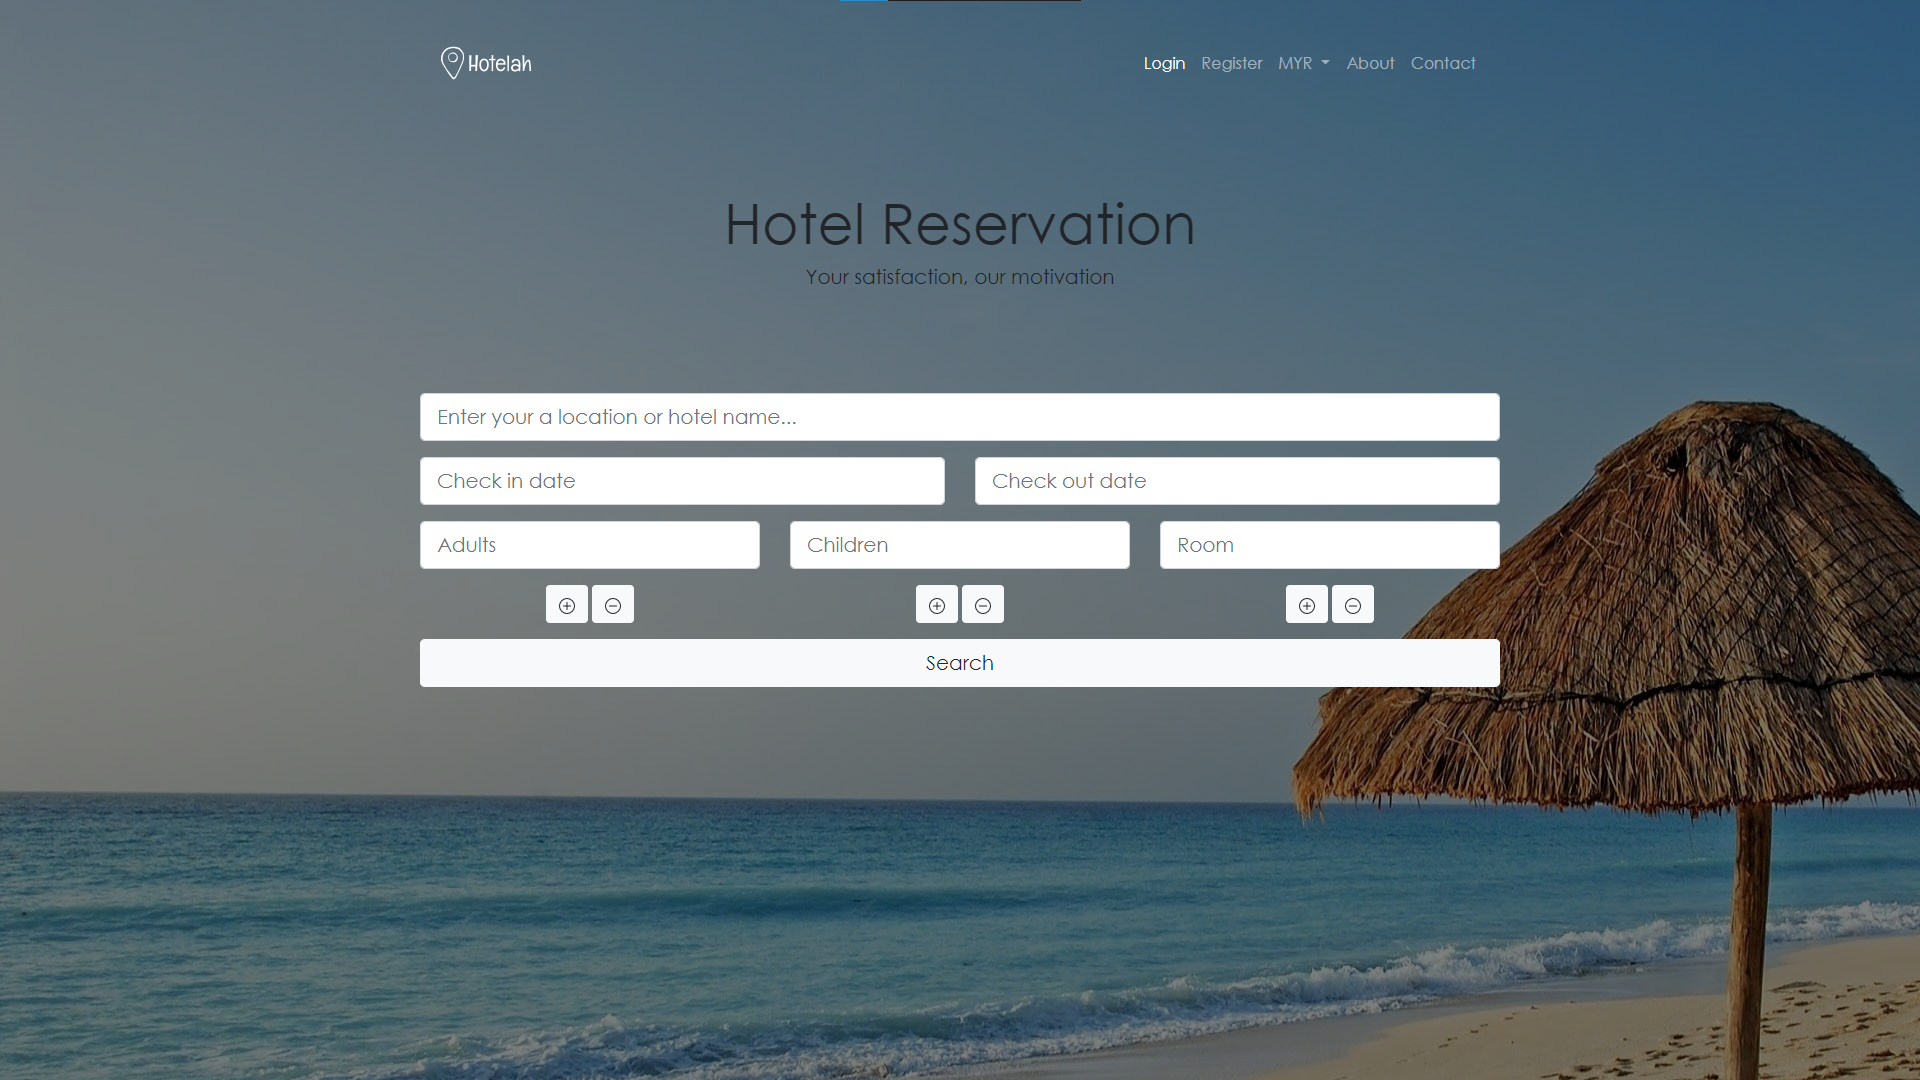 Hotelah
Login Register MYR About Contact
Hotel Reservation
Your satisfaction, our motivation
Enter your a location or hotel name...
Check in date Check out date
Adults Children Room
Search